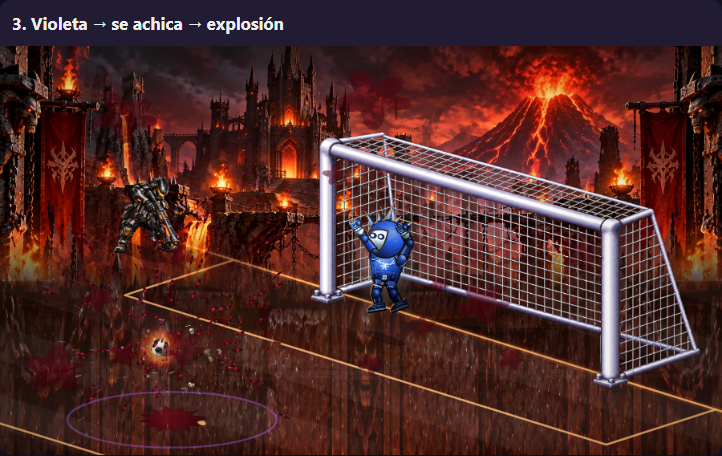 3. Violeta → se achica → explosión